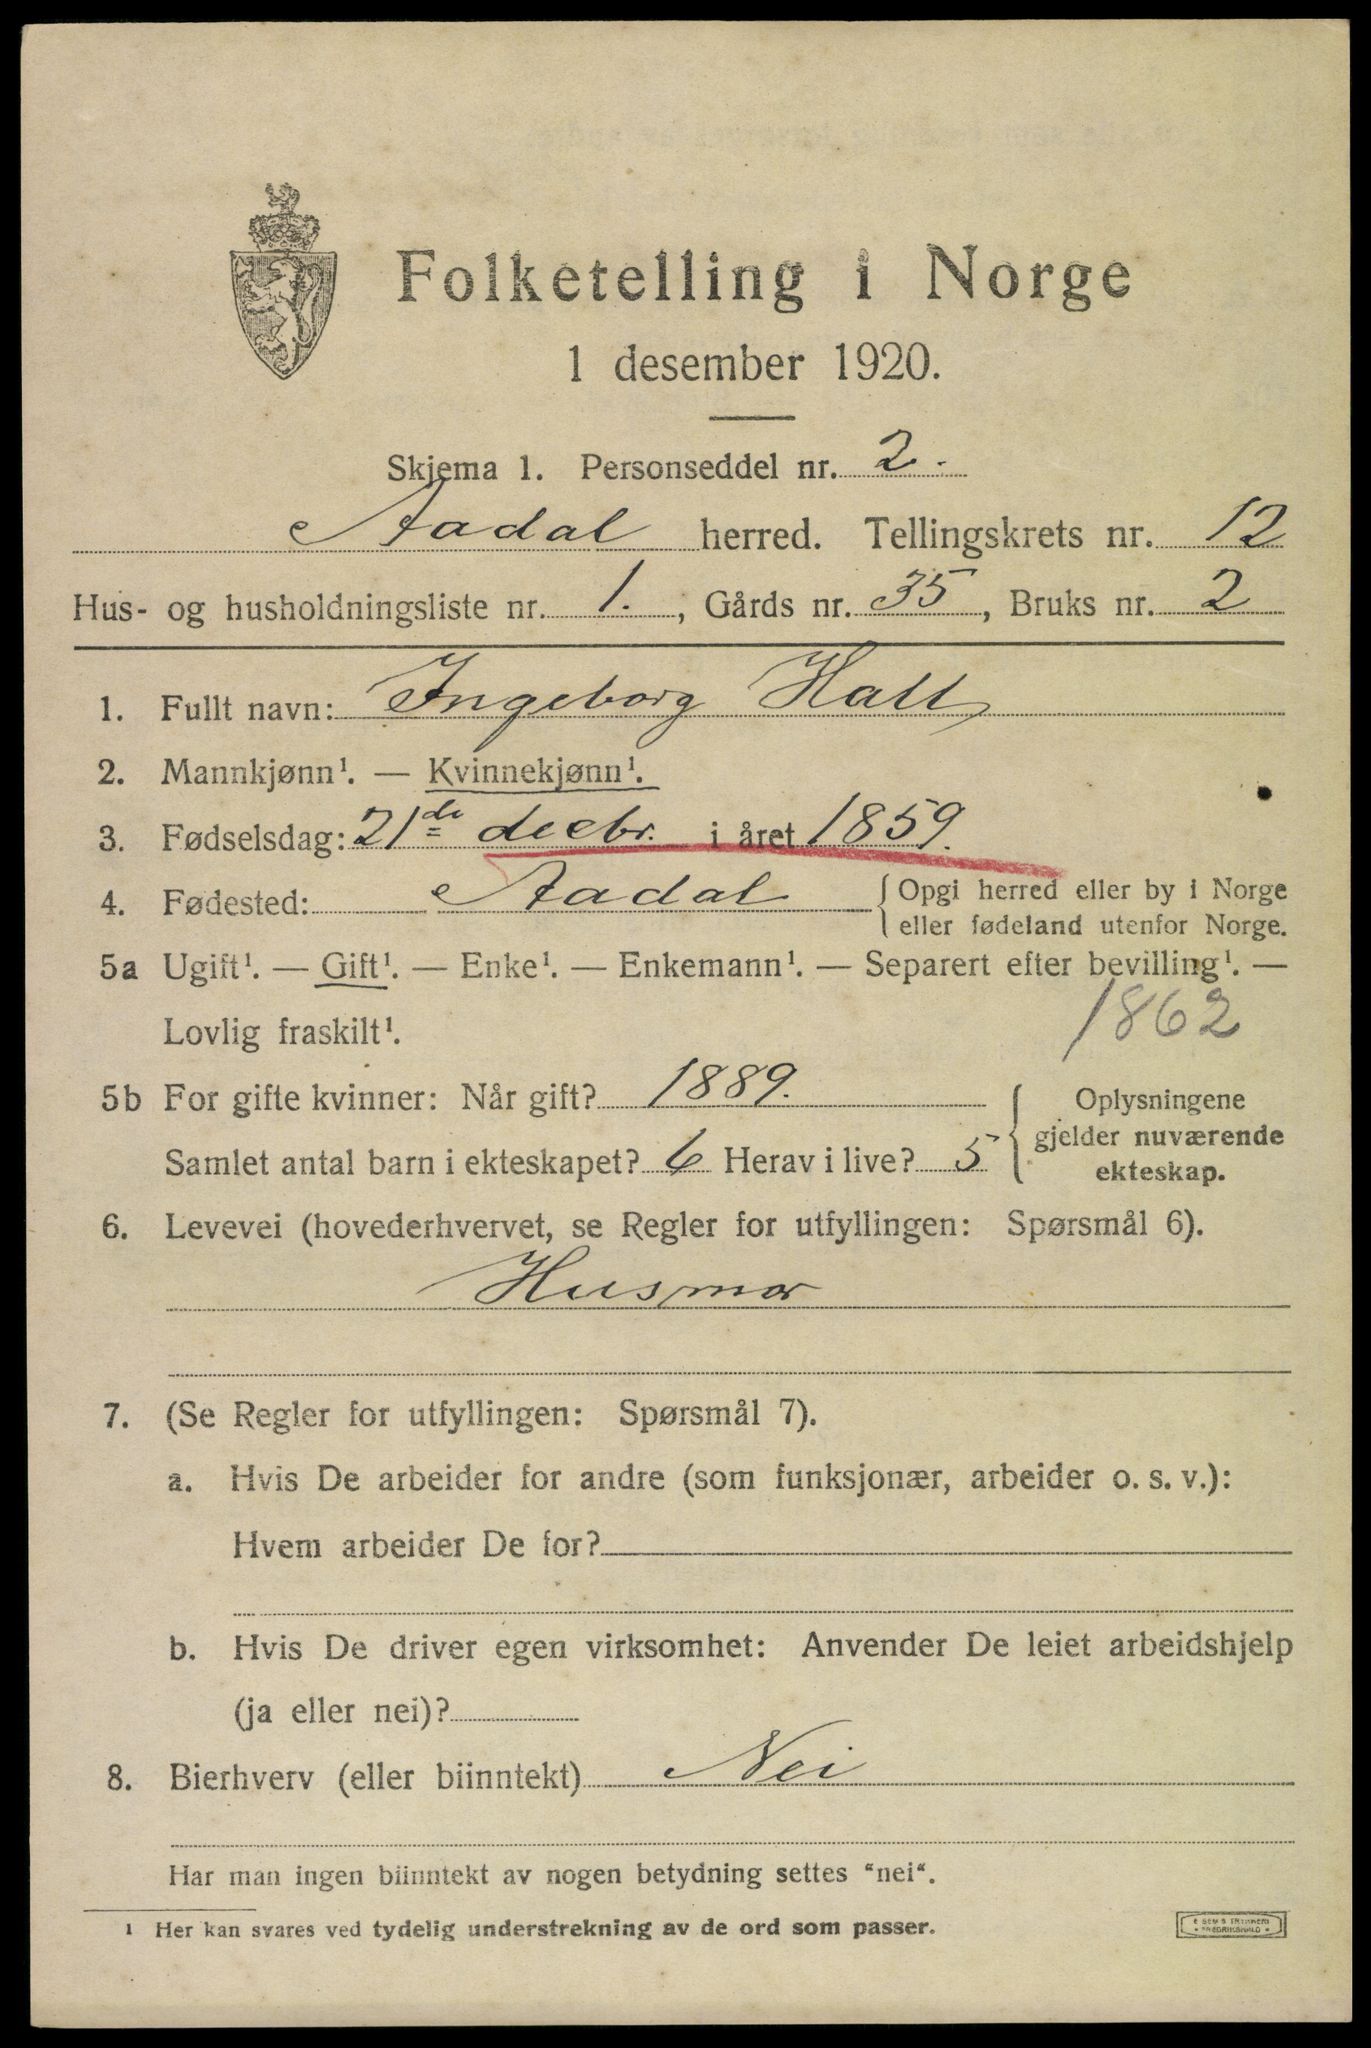 Folketelling i Norge
1 desember 1920.
Skjema 1. Personseddel nr. 2.
Aadal herred. Tellingskrets nr. 12
Hus- og husholdningsliste nr. 1., Gårds nr. 35, Bruks nr. 2
1. Fullt navn: Ingeborg Hall
2. Mannkjønn¹. — Kvinnekjønn¹.
3. Fødselsdag: 21de decbr. i året 1859.
4. Fødested: Aadal { Opgi herred eller by i Norge
eller fødeland utenfor Norge.
5a Ugift¹. — Gift¹. — Enke¹. — Enkemann¹. — Separert efter bevilling¹. —
Lovlig fraskilt¹. 1862
5b For gifte kvinner: Når gift? 1889. { Oplysningene
gjelder nuværende
Samlet antal barn i ekteskapet? 6 Herav i live? 5
ekteskap.
6. Levevei (hovederhvervet, se Regler for utfyllingen: Spørsmål 6).
Husmor
7. (Se Regler for utfyllingen: Spørsmål 7).
a. Hvis De arbeider for andre (som funksjonær, arbeider o. s. v.):
Hvem arbeider De for?
b. Hvis De driver egen virksomhet: Anvender De leiet arbeidshjelp
(ja eller nei)?
8. Bierhverv (eller biinntekt) Nei
Har man ingen biinntekt av nogen betydning settes "nei".
¹ Her kan svares ved tydelig understrekning av de ord som passer.